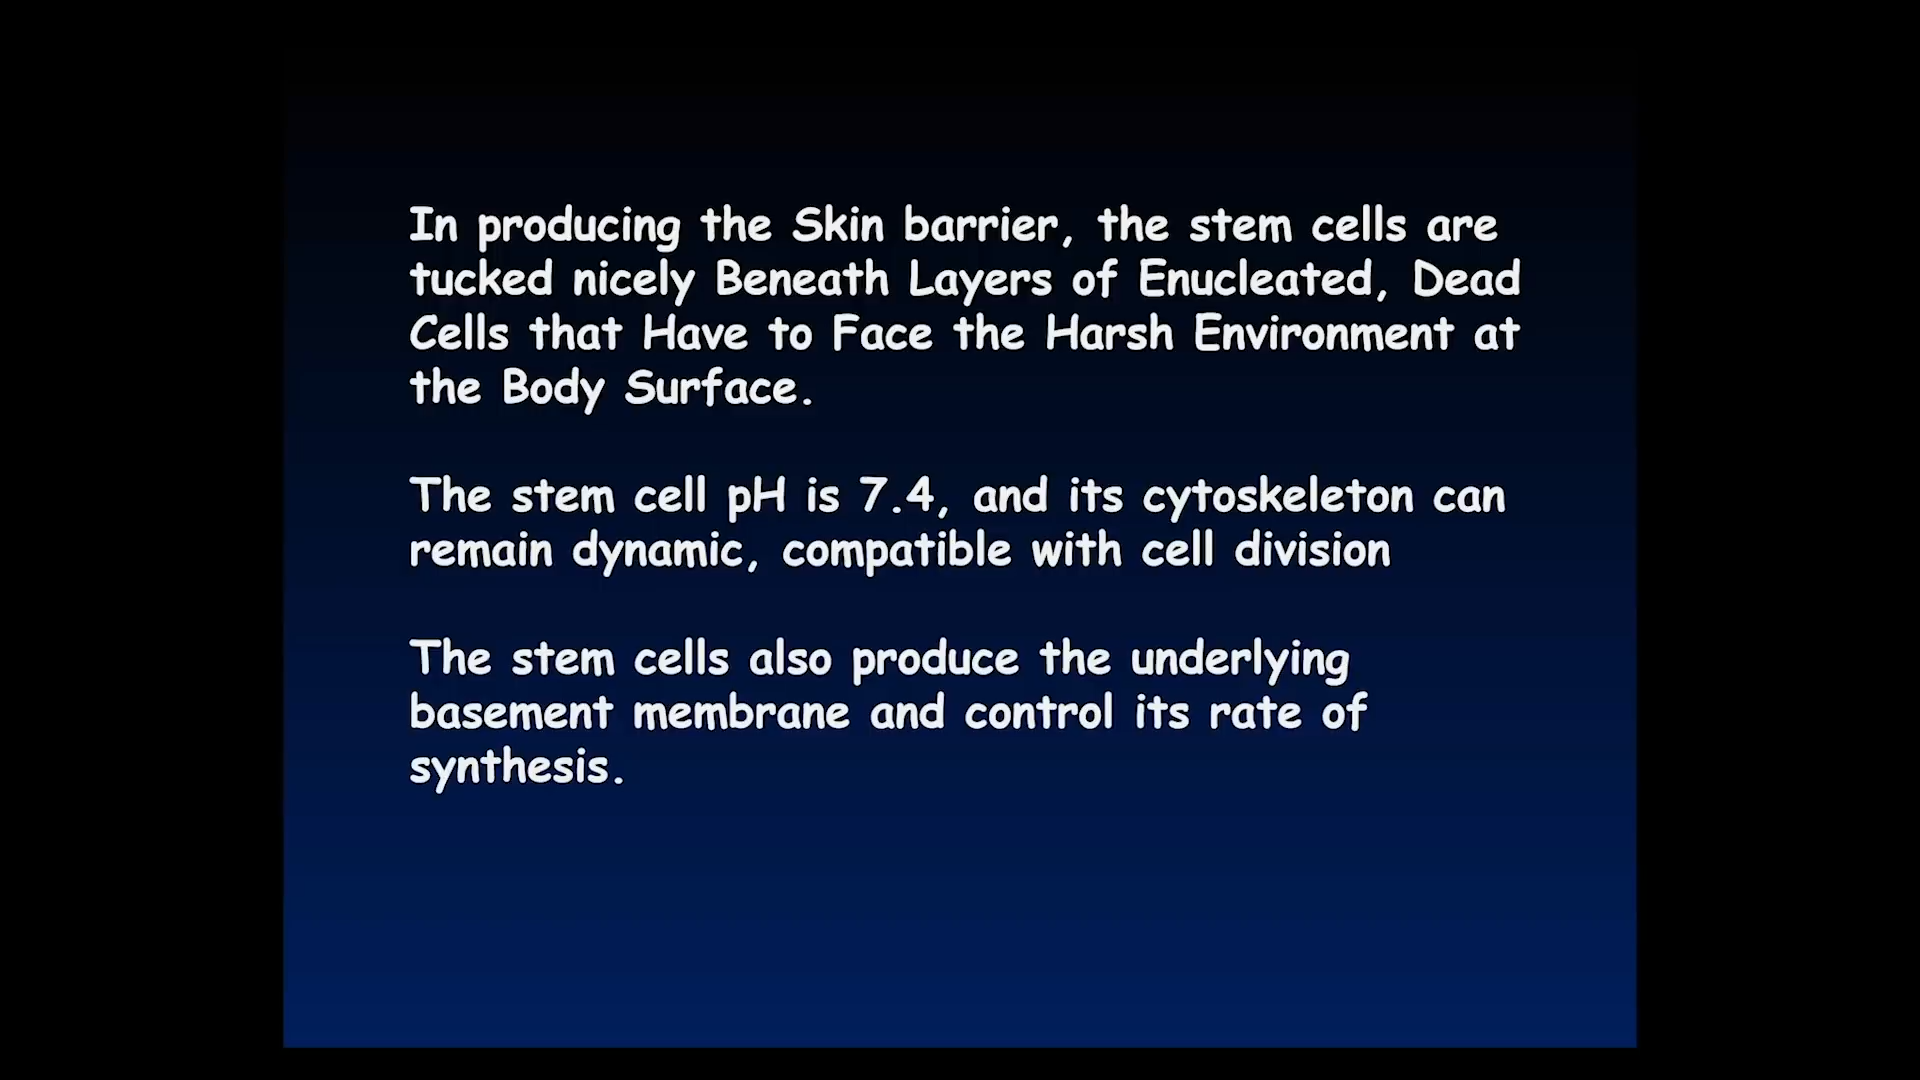 In producing the Skin barrier, the stem cells are
tucked nicely Beneath Layers of Enucleated, Dead
Cells that Have to Face the Harsh Environment at
the Body Surface.
The stem cell pH is 7.4, and its cytoskeleton can
remain dynamic, compatible with cell division
The stem cells also produce the underlying
basement membrane and control its rate of
synthesis.